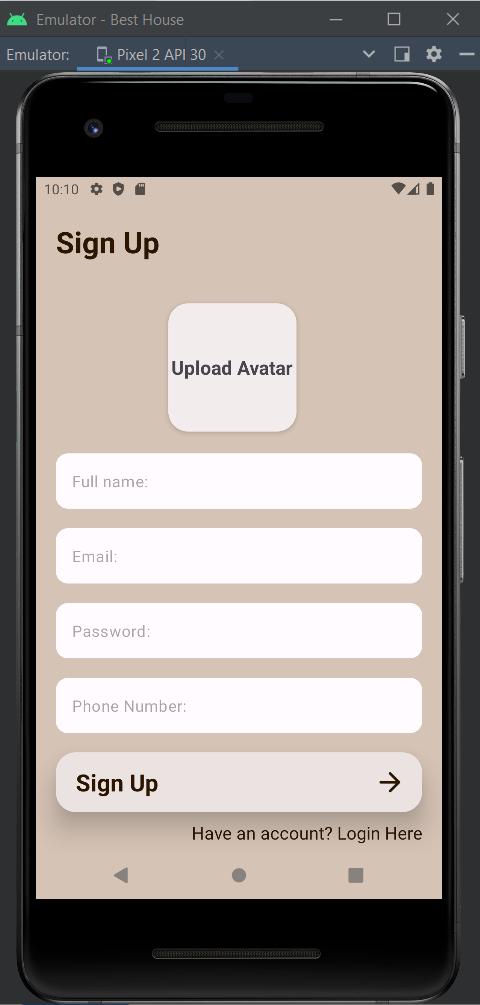 Emulator - Best House
Emulator: Pixel 2 API 30
10:10
Sign Up
Upload Avatar
Full name:
Email:
Password:
Phone Number:
Sign Up
Have an account? Login Here